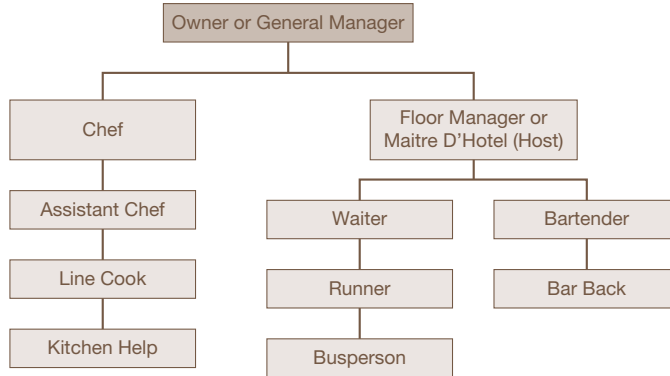 Owner or General Manager
Chef
Floor Manager or
Maitre D’Hotel (Host)
Assistant Chef
Waiter
Bartender
Line Cook
Runner
Bar Back
Kitchen Help
Busperson